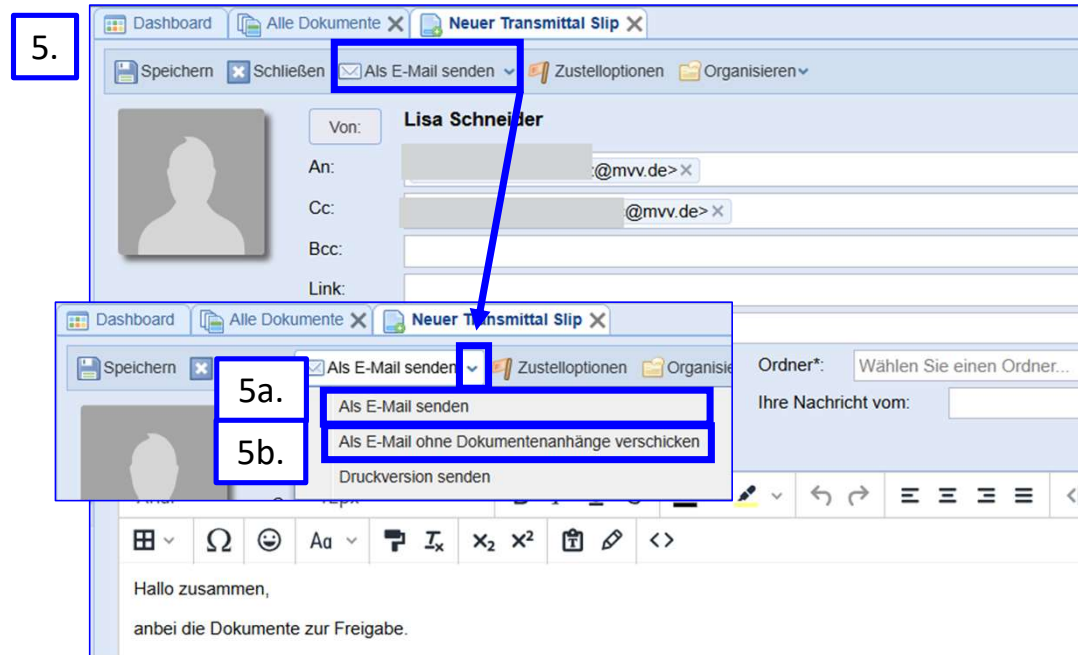 5.
Dashboard Alle Dokumente Neuer Transmittal Slip
Speichern Schließen Als E-Mail senden Zustelloptionen Organisieren
Von: Lisa Schneider
An: @mvv.de>
Cc: @mvv.de>
Bcc:
Link:
Dashboard Alle Dokumente Neuer Transmittal Slip
Speichern Als E-Mail senden Zustelloptionen Organisie
Ordner*: Wählen Sie einen Ordner...
5a. Als E-Mail senden
Ihre Nachricht vom:
5b. Als E-Mail ohne Dokumentenanhänge verschicken
Druckversion senden
Hallo zusammen,
anbei die Dokumente zur Freigabe.